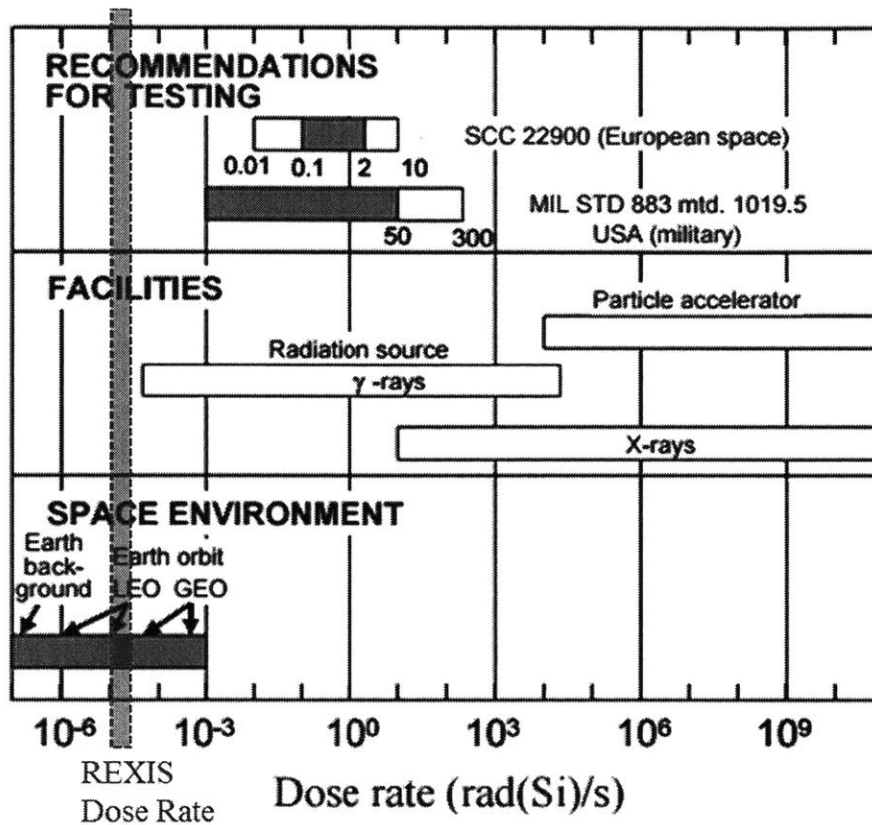 RECOMMENDATIONS
FOR TESTING
SCC 22900 (European space)
0.01 0.1 2 10
MIL STD 883 mtd. 1019.5
USA (military)
50 300
FACILITIES
Particle accelerator
Radiation source
γ -rays
X-rays
SPACE ENVIRONMENT
Earth
back-
ground
Earth orbit
LEO GEO
10-6 10-3 10⁰ 10³ 10⁶ 10⁹
REXIS
Dose Rate
Dose rate (rad(Si)/s)